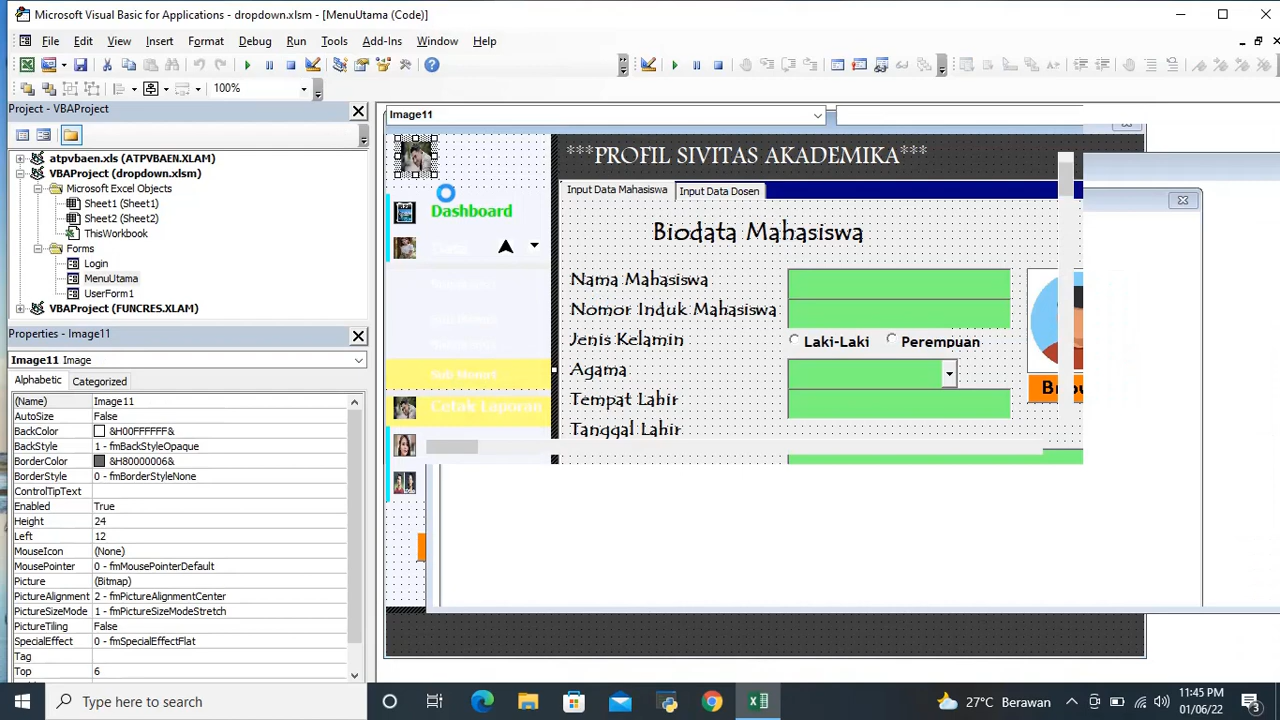 Microsoft Visual Basic for Applications - dropdown.xlsm - [MenuUtama (Code)]
File Edit View Insert Format Debug Run Tools Add-Ins Window Help
100%
Project - VBAProject
Image11
atpvbaen.xls (ATPVBAEN.XLAM)
VBAProject (dropdown.xlsm)
Microsoft Excel Objects
Sheet1 (Sheet1)
Sheet2 (Sheet2)
ThisWorkbook
Forms
Login
MenuUtama
UserForm1
VBAProject (FUNCRES.XLAM)
Properties - Image11
Image11 Image
Alphabetic Categorized
(Name) Image11
AutoSize False
BackColor &H00FFFFFF&
BackStyle 1 - fmBackStyleOpaque
BorderColor &H80000006&
BorderStyle 0 - fmBorderStyleNone
ControlTipText
Enabled True
Height 24
Left 12
MouseIcon (None)
MousePointer 0 - fmMousePointerDefault
Picture (Bitmap)
PictureAlignment 2 - fmPictureAlignmentCenter
PictureSizeMode 1 - fmPictureSizeModeStretch
PictureTiling False
SpecialEffect 0 - fmSpecialEffectFlat
Tag
Top 6
Dashboard
Sub Menu1
Cetak Laporan
***PROFIL SIVITAS AKADEMIKA***
Input Data Mahasiswa Input Data Dosen
Biodata Mahasiswa
Nama Mahasiswa
Nomor Induk Mahasiswa
Jenis Kelamin Laki-Laki Perempuan
Agama
Tempat Lahir
Tanggal Lahir
Type here to search
27°C Berawan
11:45 PM
01/06/22
3